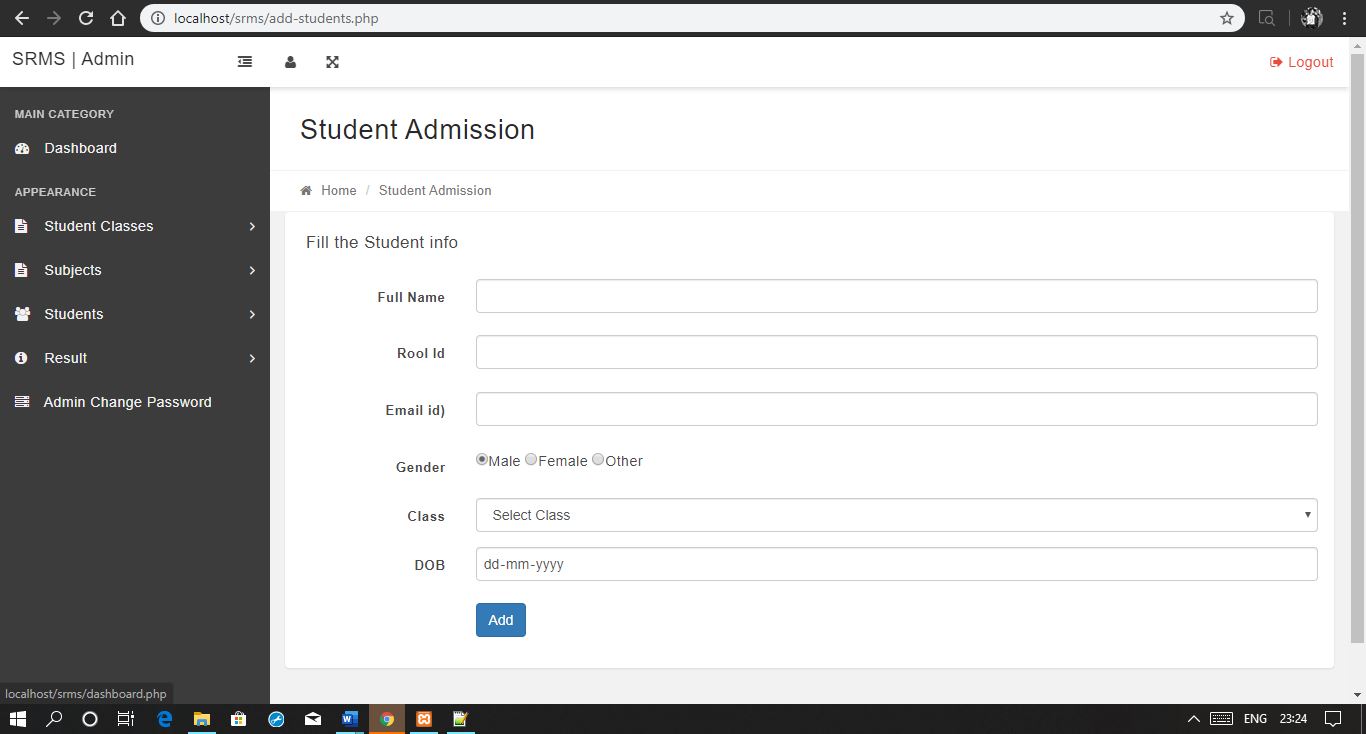 localhost/srms/add-students.php
SRMS | Admin
Logout
MAIN CATEGORY
Dashboard
APPEARANCE
Student Classes
Subjects
Students
Result
Admin Change Password
Student Admission
Home / Student Admission
Fill the Student info
Full Name
Rool Id
Email id)
Gender Male Female Other
Class Select Class
DOB dd-mm-yyyy
Add
localhost/srms/dashboard.php
ENG 23:24